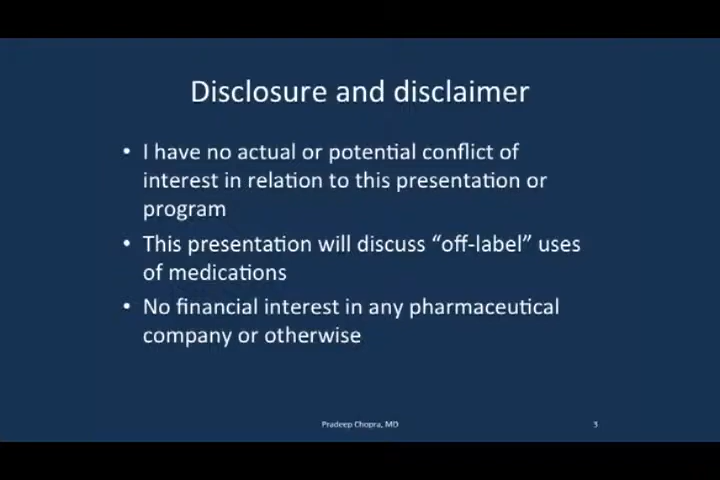 Disclosure and disclaimer
• I have no actual or potential conflict of
interest in relation to this presentation or
program
• This presentation will discuss “off-label” uses
of medications
• No financial interest in any pharmaceutical
company or otherwise
Pradeep Chopra, MD
3